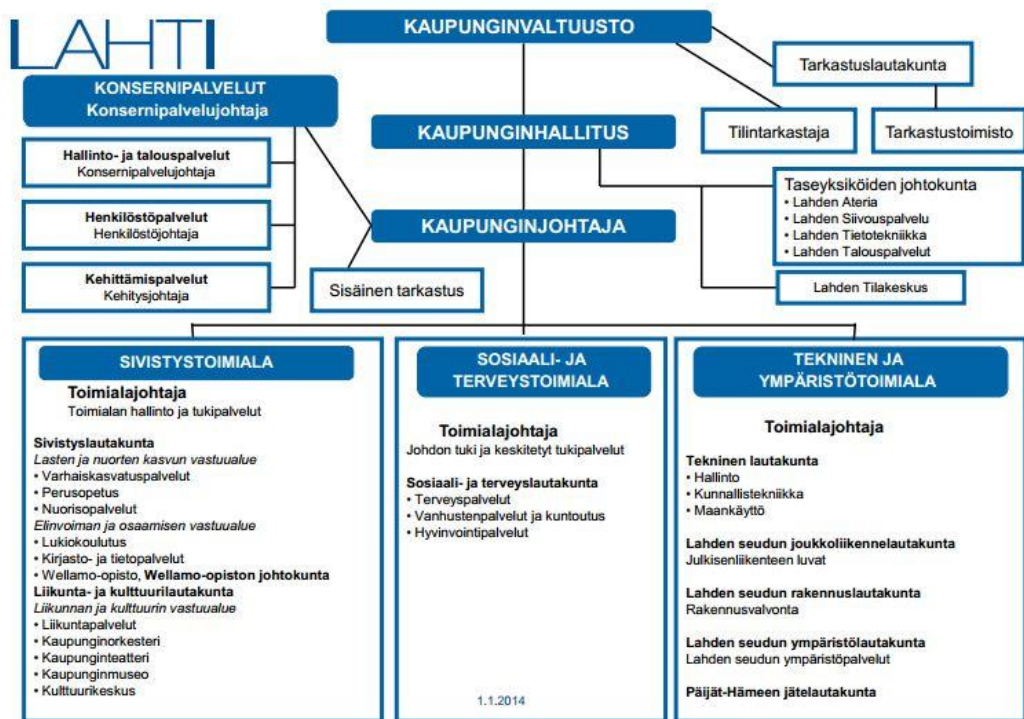 LAHTI
KAUPUNGINVALTUUSTO
Tarkastuslautakunta
KONSERNIPALVELUT
Konsernipalvelujohtaja
KAUPUNGINHALLITUS
Tilintarkastaja
Tarkastustoimisto
Hallinto- ja talouspalvelut
Konsernipalvelujohtaja
Henkilöstöpalvelut
Henkilöstöjohtaja
Kehittämispalvelut
Kehitysjohtaja
KAUPUNGINJOHTAJA
Sisäinen tarkastus
Taseyksiköiden johtokunta
• Lahden Ateria
• Lahden Siivouspalvelu
• Lahden Tietotekniikka
• Lahden Talouspalvelut
Lahden Tilakeskus
SIVISTYSTOIMIALA
Toimialajohtaja
Toimialan hallinto ja tukipalvelut
Sivistyslautakunta
Lasten ja nuorten kasvun vastuualue
• Varhaiskasvatuspalvelut
• Perusopetus
• Nuorisopalvelut
Elinvoiman ja osaamisen vastuualue
• Lukiokoulutus
• Kirjasto- ja tietopalvelut
• Wellamo-opisto, Wellamo-opiston johtokunta
Liikunta- ja kulttuurilautakunta
Liikunnan ja kulttuurin vastuualue
• Liikuntapalvelut
• Kaupunginorkesteri
• Kaupunginteatteri
• Kaupunginmuseo
• Kulttuurikeskus
SOSIAALI- JA
TERVEYSTOIMIALA
Toimialajohtaja
Johdon tuki ja keskitetyt tukipalvelut
Sosiaali- ja terveyslautakunta
• Terveyspalvelut
• Vanhustenpalvelut ja kuntoutus
• Hyvinvointipalvelut
1.1.2014
TEKNINEN JA
YMPÄRISTÖTOIMIALA
Toimialajohtaja
Tekninen lautakunta
• Hallinto
• Kunnallistekniikka
• Maankäyttö
Lahden seudun joukkoliikennelautakunta
Julkisenliikenteen luvat
Lahden seudun rakennuslautakunta
Rakennusvalvonta
Lahden seudun ympäristölautakunta
Lahden seudun ympäristöpalvelut
Päijät-Hämeen jätelautakunta